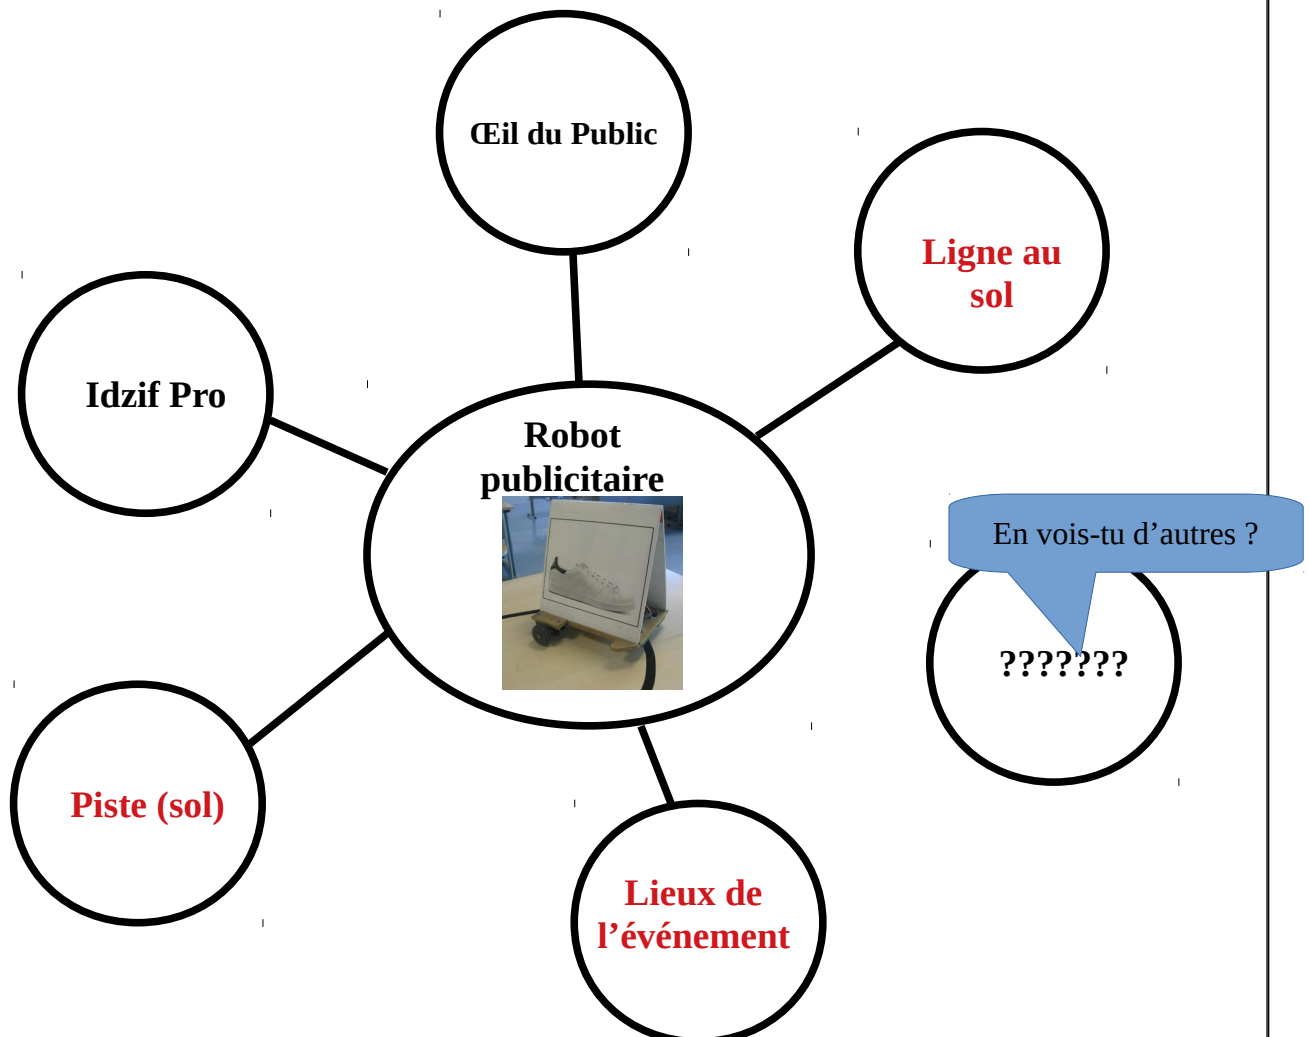 Œil du Public
Ligne au
sol
Idzif Pro
Robot
publicitaire
En vois-tu d’autres ?
???????
Piste (sol)
Lieux de
l’événement